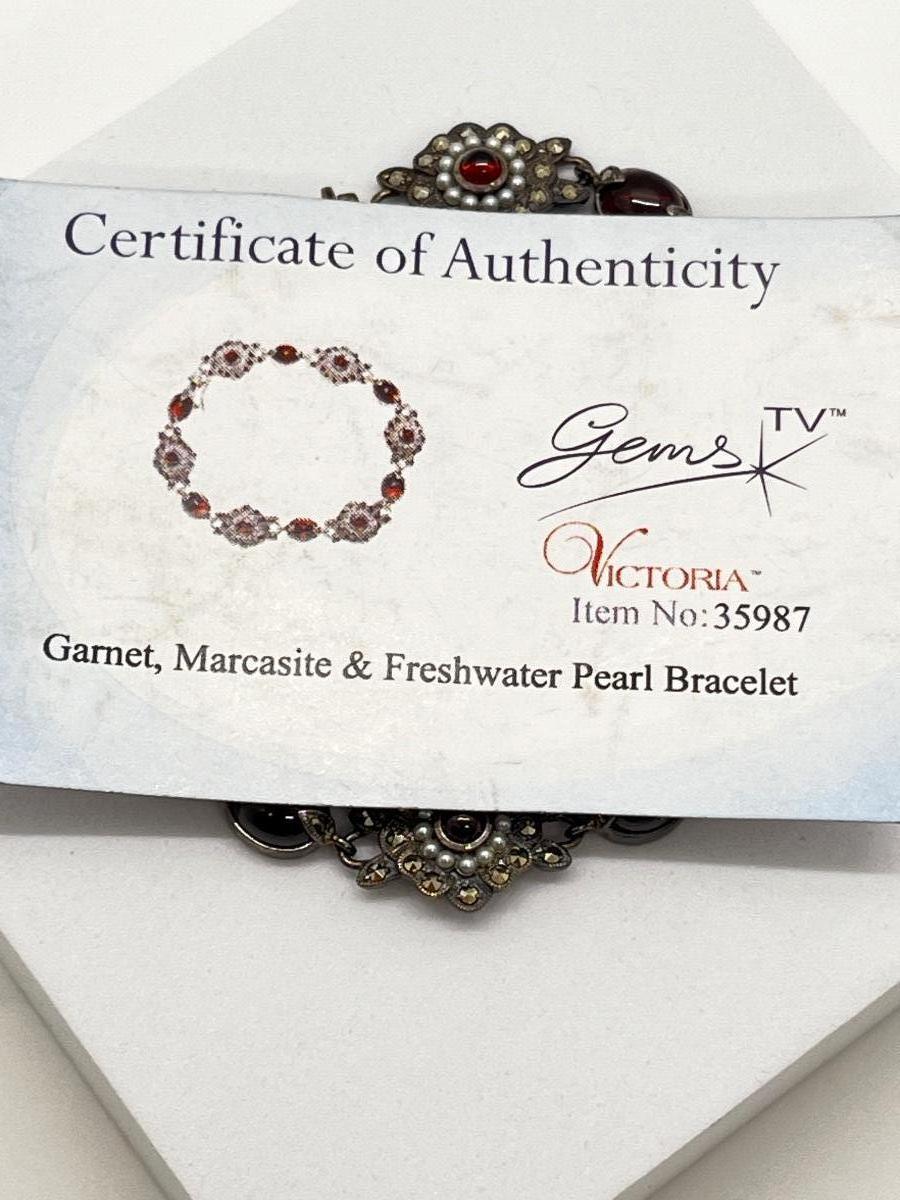 Certificate of Authenticity
Gems TV™
VICTORIA™
Item No:35987
Garnet, Marcasite & Freshwater Pearl Bracelet